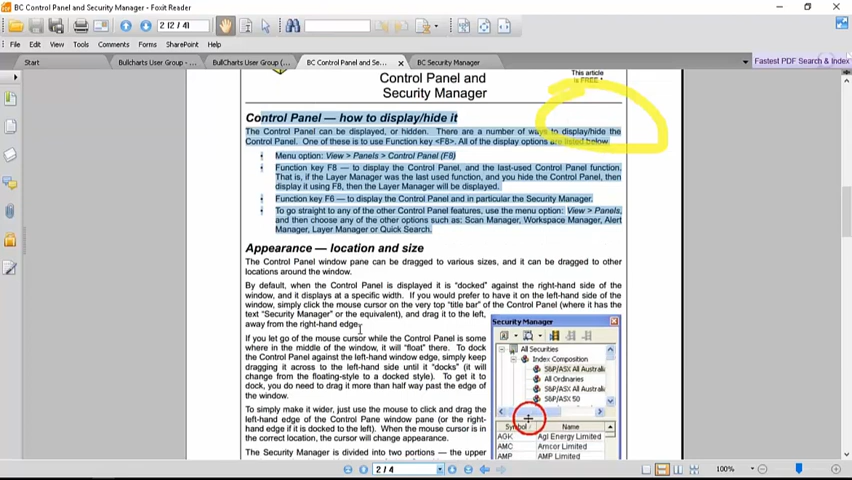 BC Control Panel and Security Manager - Foxit Reader
2 (2 / 4)
File Edit View Tools Comments Forms SharePoint Help
Start
Bullcharts User Group - ...
BullCharts User Group (...
BC Control Panel and Se...
BC Security Manager
Fastest PDF Search & Index
Control Panel and
Security Manager
This article
is FREE
Control Panel — how to display/hide it
The Control Panel can be displayed, or hidden. There are a number of ways to display/hide the
Control Panel. One of these is to use Function key <F8>. All of the display options are listed below.
• Menu option: View > Panels > Control Panel (F8)
• Function key F8 — to display the Control Panel, and the last-used Control Panel function.
That is, if the Layer Manager was the last used function, and you hide the Control Panel, then
display it using F8, then the Layer Manager will be displayed.
• Function key F6 — to display the Control Panel and in particular the Security Manager.
• To go straight to any of the other Control Panel features, use the menu option: View > Panels,
and then choose any of the other options such as: Scan Manager, Workspace Manager, Alert
Manager, Layer Manager or Quick Search.
Appearance — location and size
The Control Panel window pane can be dragged to various sizes, and it can be dragged to other
locations around the window.
By default, when the Control Panel is displayed it is “docked” against the right-hand side of the
window, and it displays at a specific width. If you would prefer to have it on the left-hand side of the
window, simply click the mouse cursor on the very top “title bar” of the Control Panel (where it has the
text “Security Manager” or the equivalent), and drag it to the left,
away from the right-hand edge.
If you let go of the mouse cursor while the Control Panel is some
where in the middle of the window, it will “float” there. To dock
the Control Panel against the left-hand window edge, simply keep
dragging it across to the left-hand side until it “docks” (it will
change from the floating-style to a docked style). To get it to
dock, you do need to drag it more than half way past the edge of
the window.
To simply make it wider, just use the mouse to click and drag the
left-hand edge of the Control Panel window pane (or the right-
hand edge if it is docked to the left). When the mouse cursor is in
the correct location, the cursor will change appearance.
The Security Manager is divided into two portions — the upper
Security Manager
All Securities
Index Composition
S&P/ASX All Australia
All Ordinaries
S&P/ASX All Australia
S&P/ASX 50
Symbol Name
AGK Agl Energy Limited
AMC Amcor Limited
AMP AMP Limited
2 / 4
100%